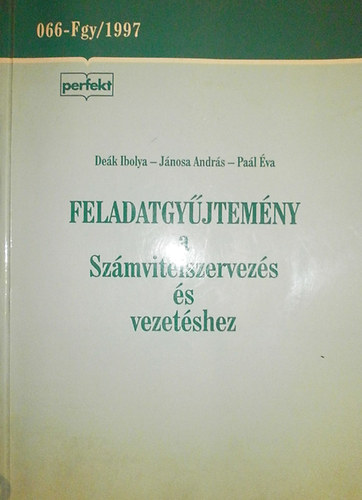 066-Fgy/1997
perfekt
Deák Ibolya – Jánosa András – Paál Éva
FELADATGYŰJTEMÉNY
a
Számvitelszervezés
és
vezetéshez